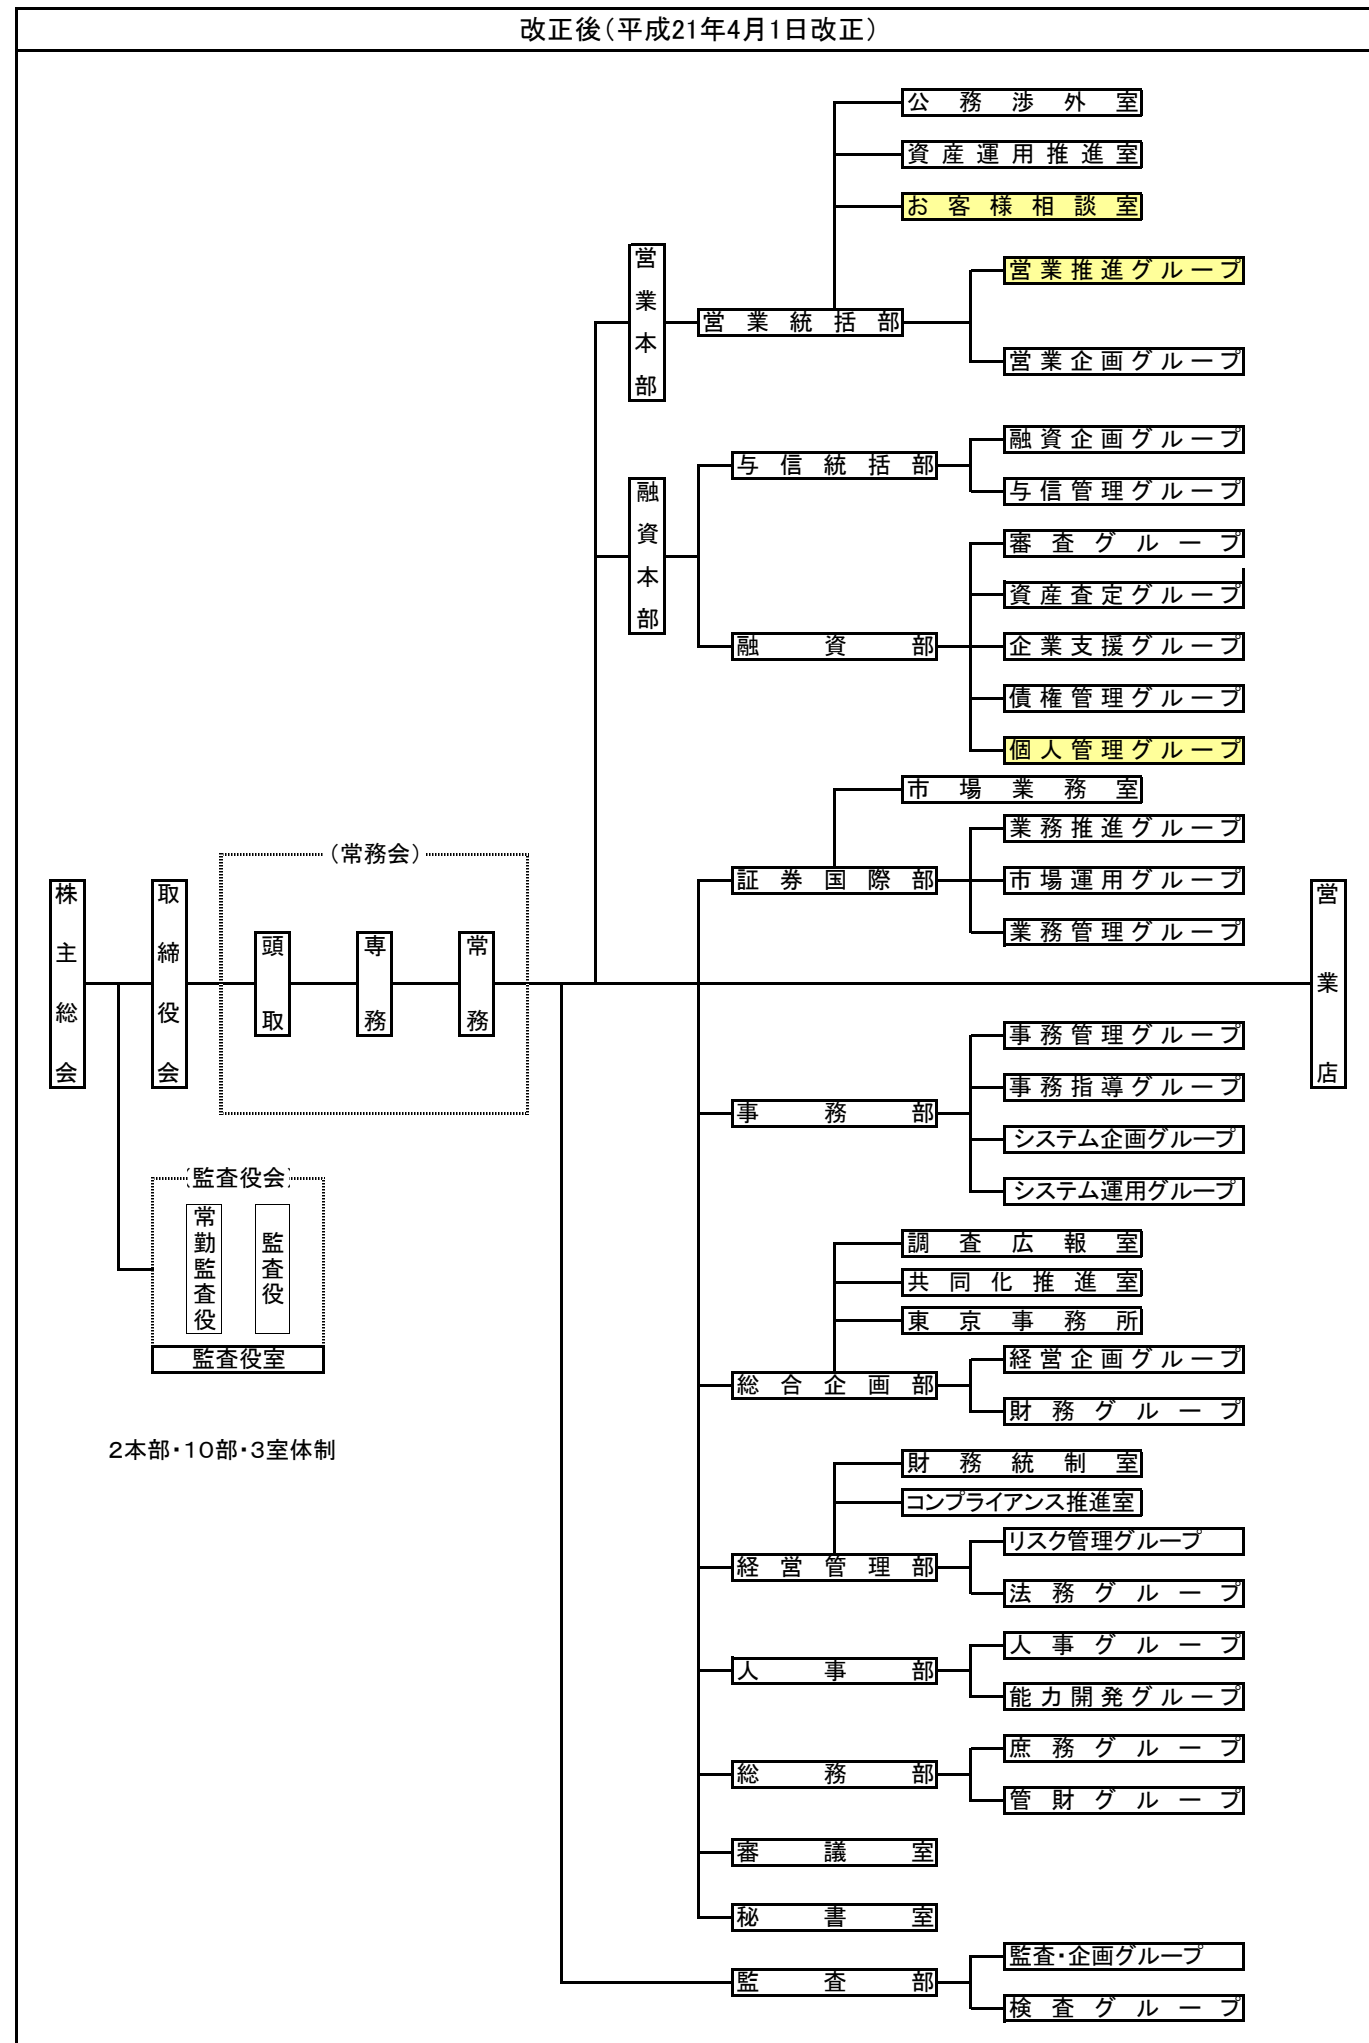 改正後(平成21年4月1日改正)
公務渉外室
資産運用推進室
お客様相談室
営業本部
営業推進グループ
営業統括部
営業企画グループ
融資本部
融資企画グループ
与信統括部
与信管理グループ
審査グループ
資産査定グループ
融資部
企業支援グループ
債権管理グループ
個人管理グループ
市場業務室
業務推進グループ
証券国際部
市場運用グループ
業務管理グループ
(常務会)
株主総会
取締役会
頭取
専務
常務
営業店
事務管理グループ
事務指導グループ
事務部
システム企画グループ
システム運用グループ
(監査役会)
常勤監査役
監査役
監査役室
調査広報室
共同化推進室
東京事務所
経営企画グループ
総合企画部
財務グループ
2本部・10部・3室体制
財務統制室
コンプライアンス推進室
リスク管理グループ
経営管理部
法務グループ
人事グループ
人事部
能力開発グループ
庶務グループ
総務部
管財グループ
審議室
秘書室
監査・企画グループ
監査部
検査グループ